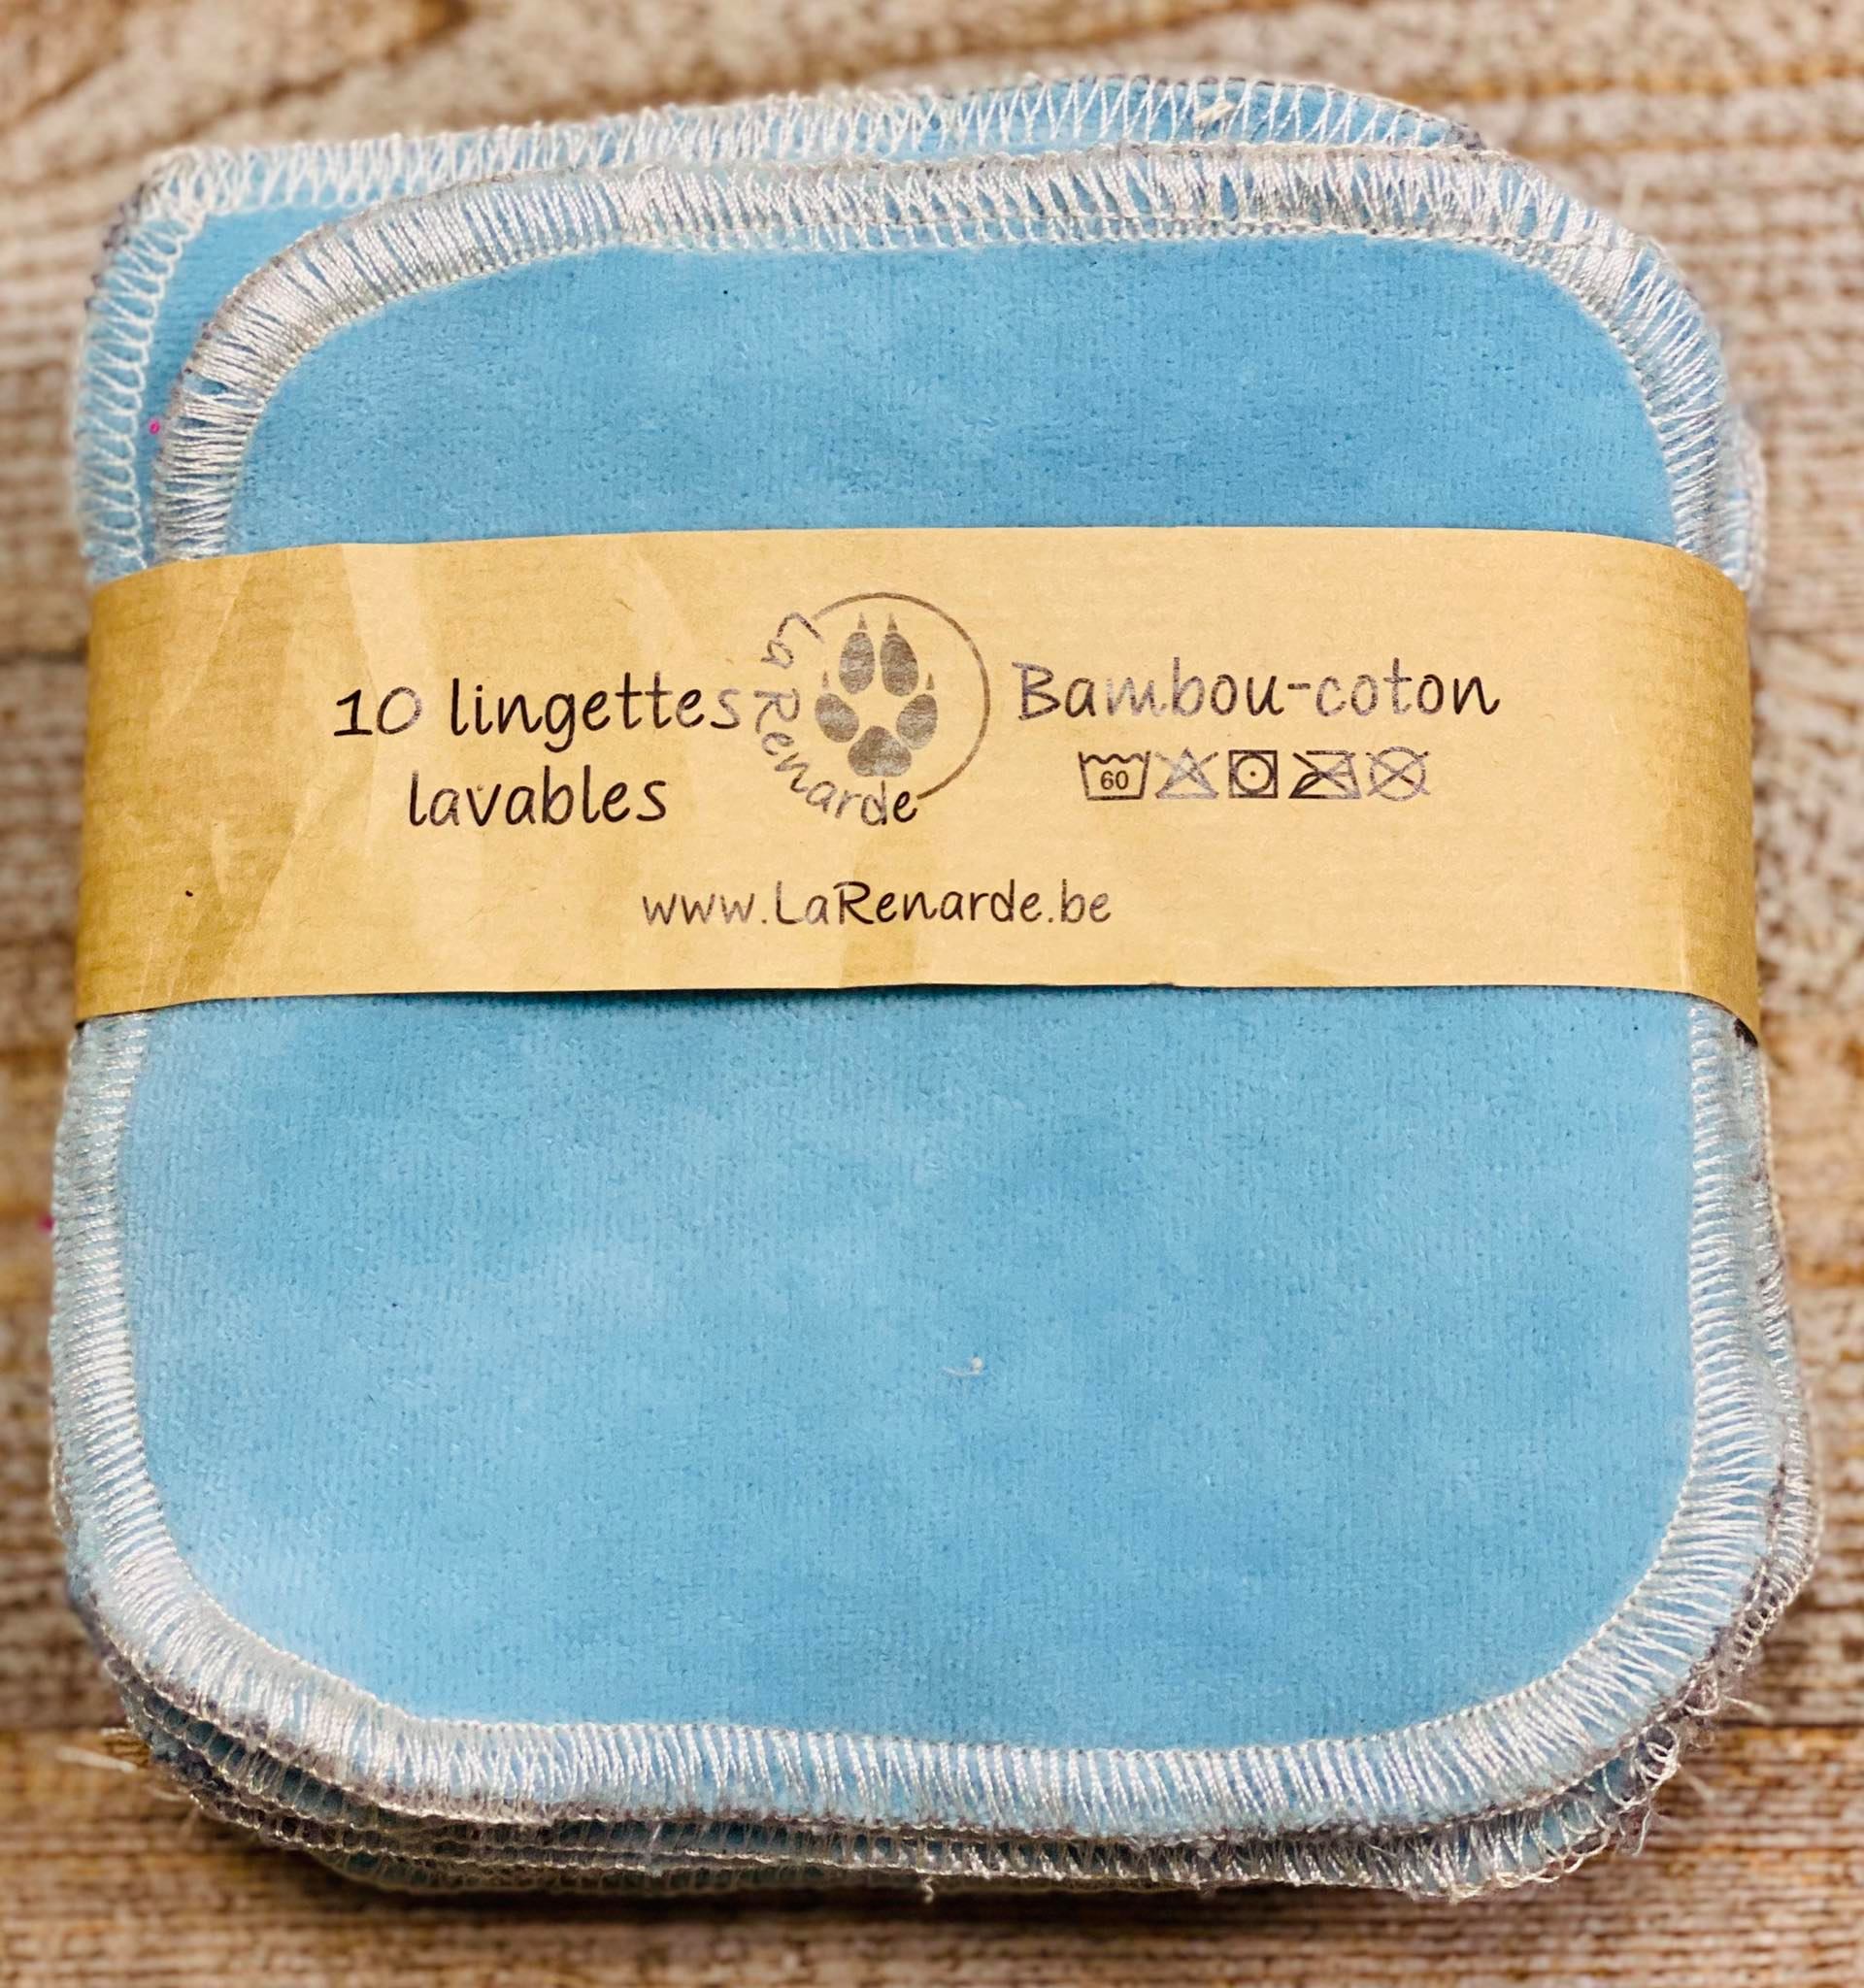 10 lingettes
lavables
La Renarde
Bambou-coton
60
www.LaRenarde.be